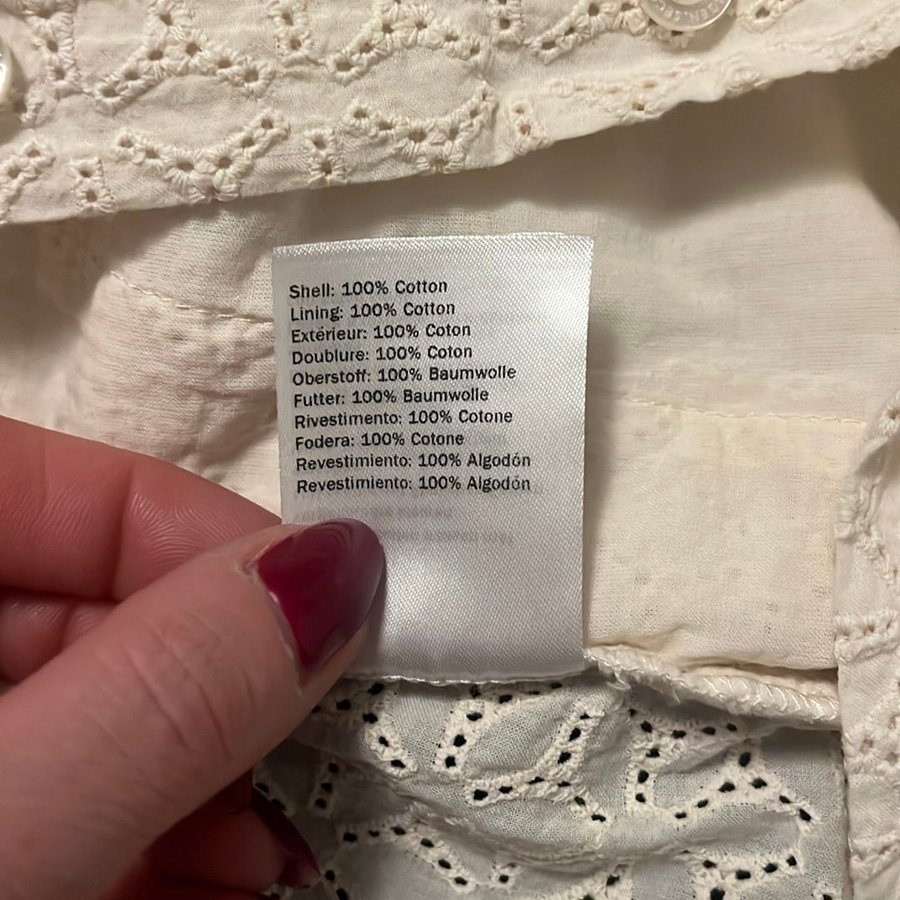 Shell: 100% Cotton
Lining: 100% Cotton
Extérieur: 100% Coton
Doublure: 100% Coton
Oberstoff: 100% Baumwolle
Futter: 100% Baumwolle
Rivestimento: 100% Cotone
Fodera: 100% Cotone
Revestimiento: 100% Algodón
Revestimiento: 100% Algodón